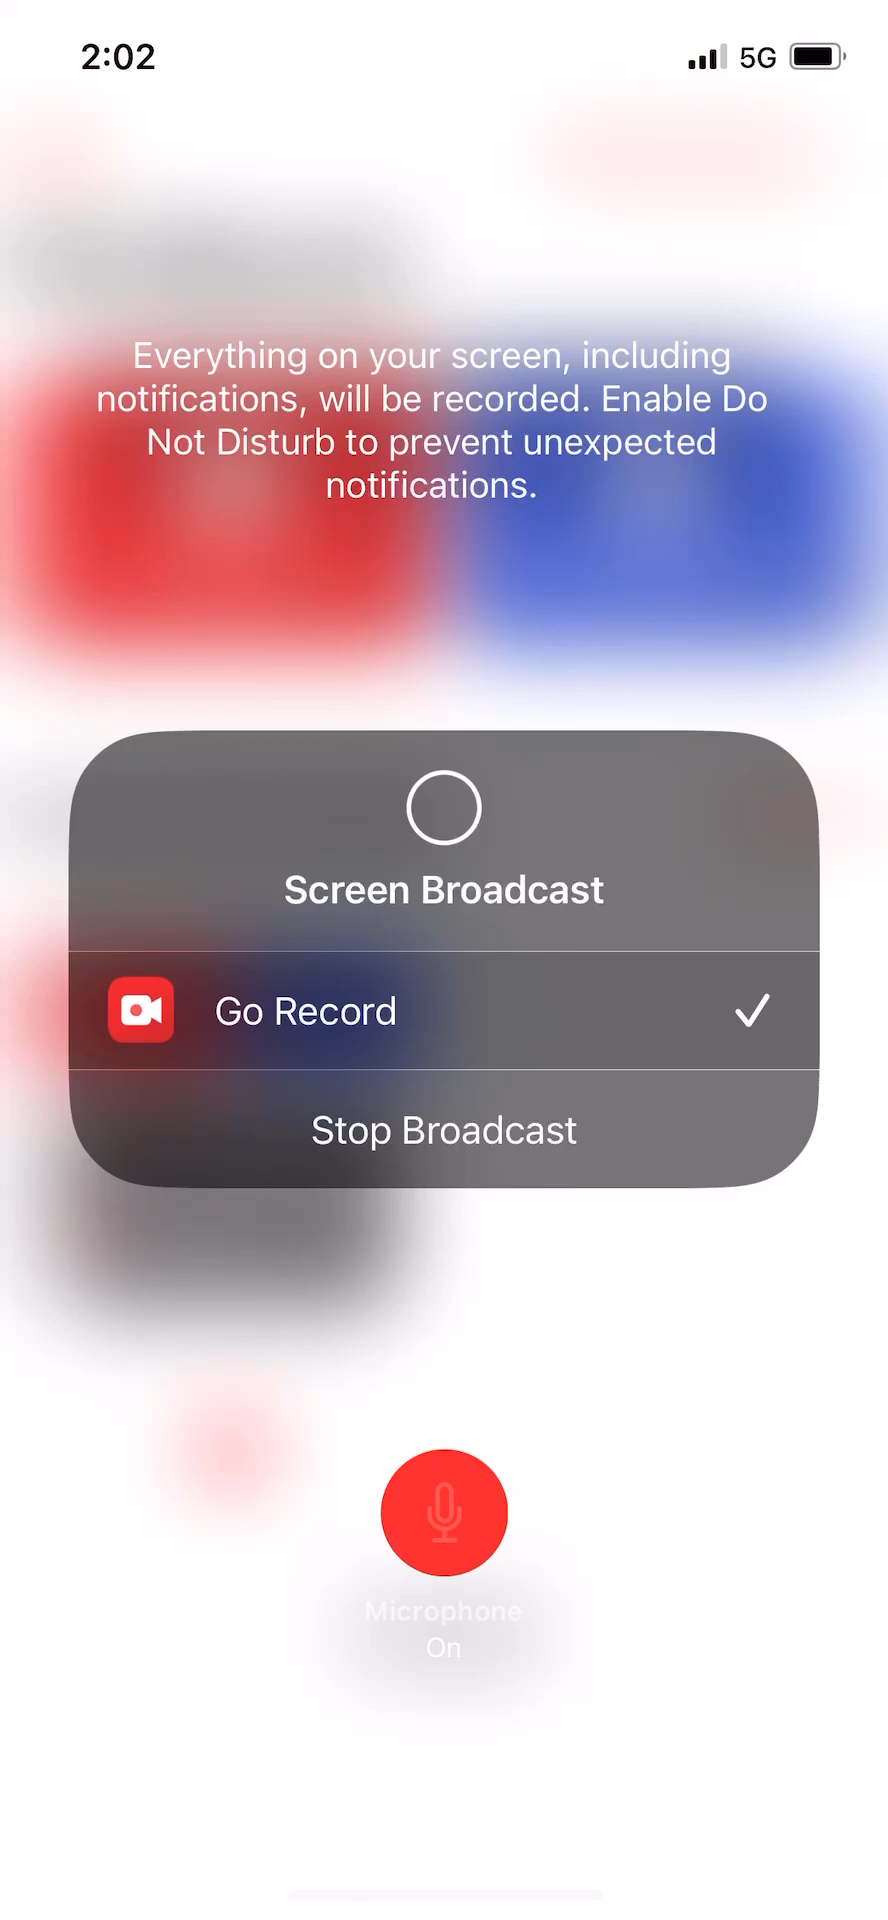 2:02
5G
Everything on your screen, including
notifications, will be recorded. Enable Do
Not Disturb to prevent unexpected
notifications.
Screen Broadcast
Go Record
Stop Broadcast
Microphone
On